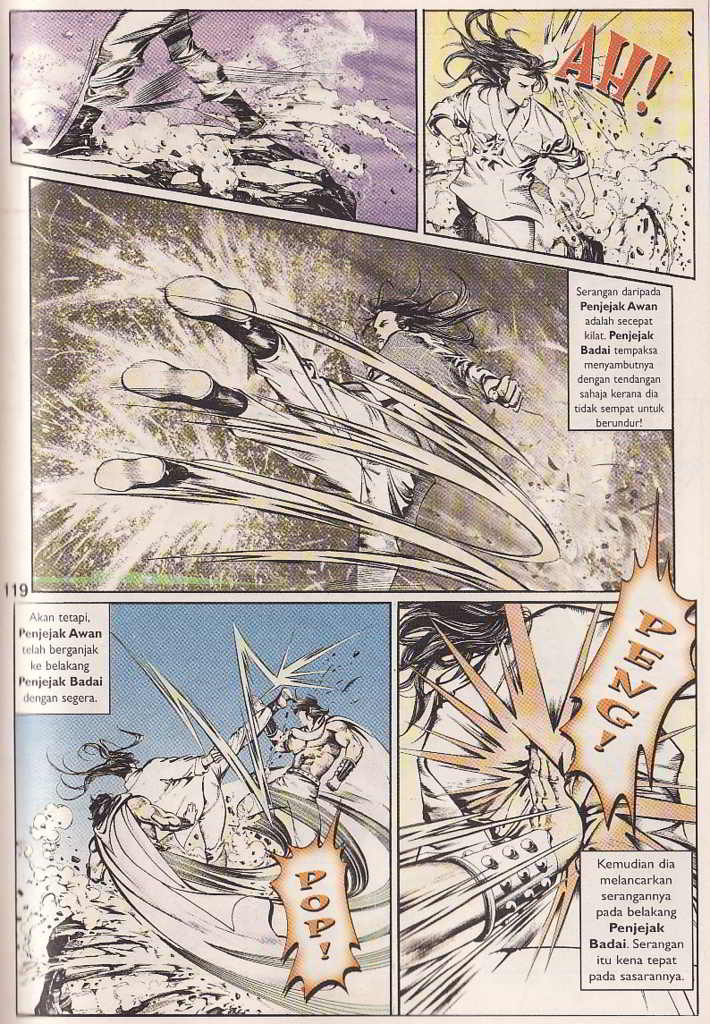 AH!
Serangan daripada
Penjejak Awan
adalah secepat
kilat. Penjejak
Badai tempaksa
menyambutnya
dengan tendangan
sahaja kerana dia
tidak sempat untuk
berundur!
119
Akan tetapi,
Penjejak Awan
telah berganjak
ke belakang
Penjejak Badai
dengan segera.
POP!
PENG!
Kemudian dia
melancarkan
serangannya
pada belakang
Penjejak
Badai. Serangan
itu kena tepat
pada sasarannya.